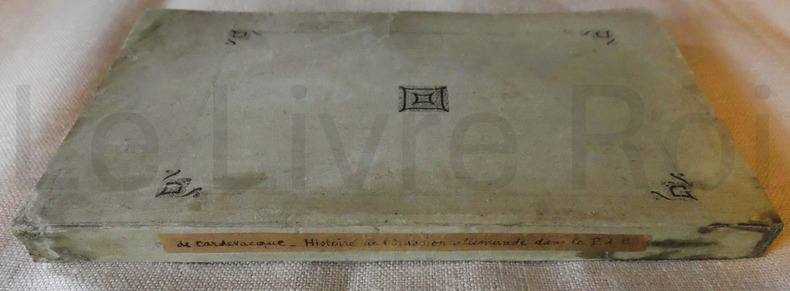 Le Livre Roi
de Cardevacque _ Histoire de l'Invasion allemande dans le P. d. C.